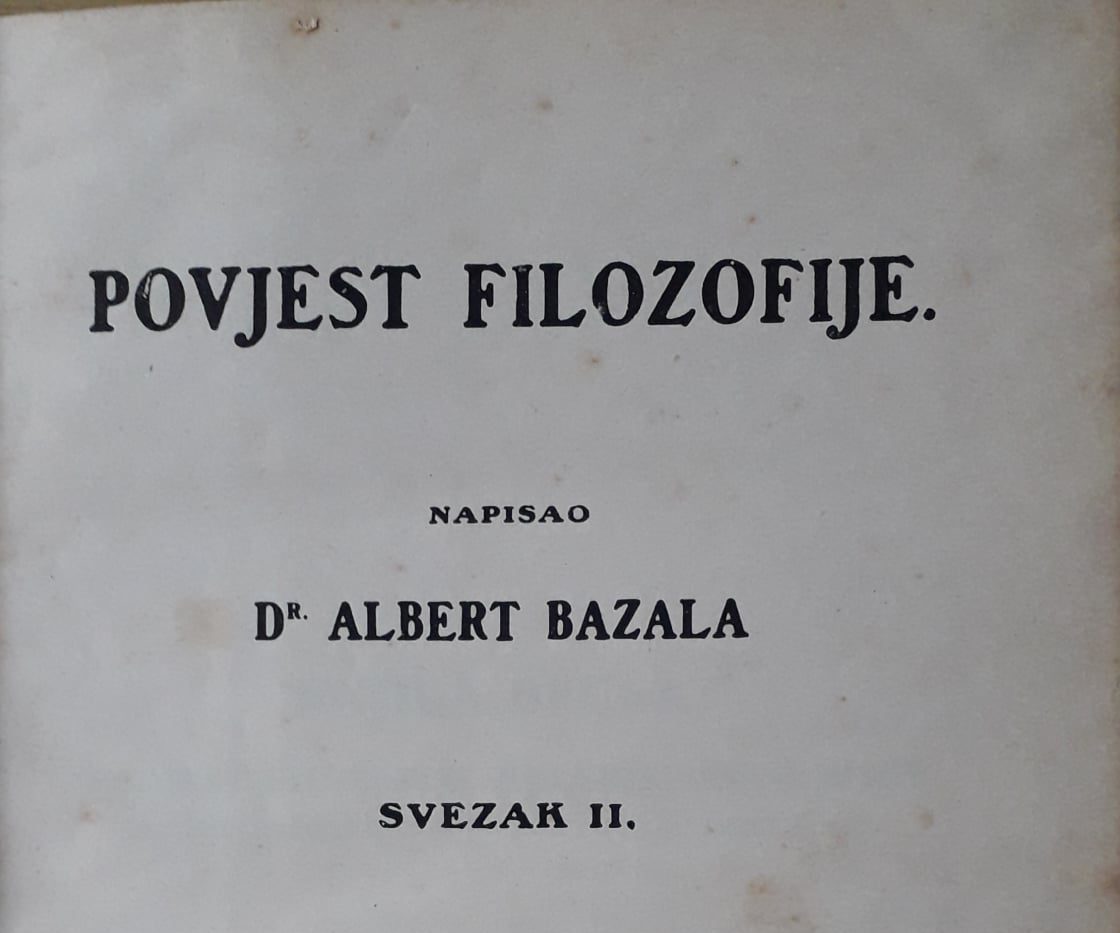 POVJEST FILOZOFIJE.
NAPISAO
DR. ALBERT BAZALA
SVEZAK II.